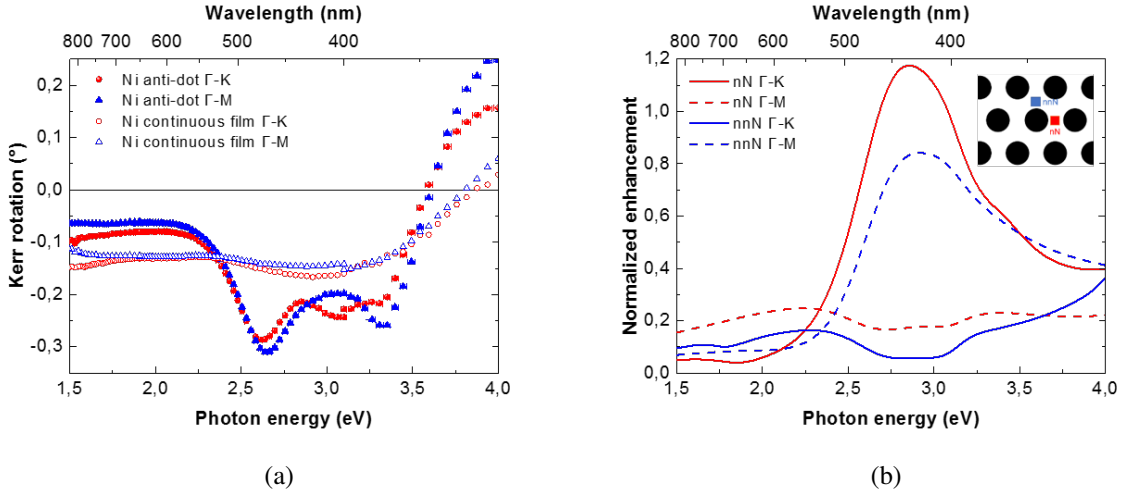 Wavelength (nm)
800 700 600 500 400
0,2
0,1
0,0
-0,1
-0,2
-0,3
Kerr rotation (°)
Ni anti-dot Γ-K
Ni anti-dot Γ-M
Ni continuous film Γ-K
Ni continuous film Γ-M
1,5 2,0 2,5 3,0 3,5 4,0
Photon energy (eV)
(a)
Wavelength (nm)
800 700 600 500 400
1,2
1,0
0,8
0,6
0,4
0,2
0,0
Normalized enhancement
nN Γ-K
nN Γ-M
nnN Γ-K
nnN Γ-M
nnN
nN
1,5 2,0 2,5 3,0 3,5 4,0
Photon energy (eV)
(b)